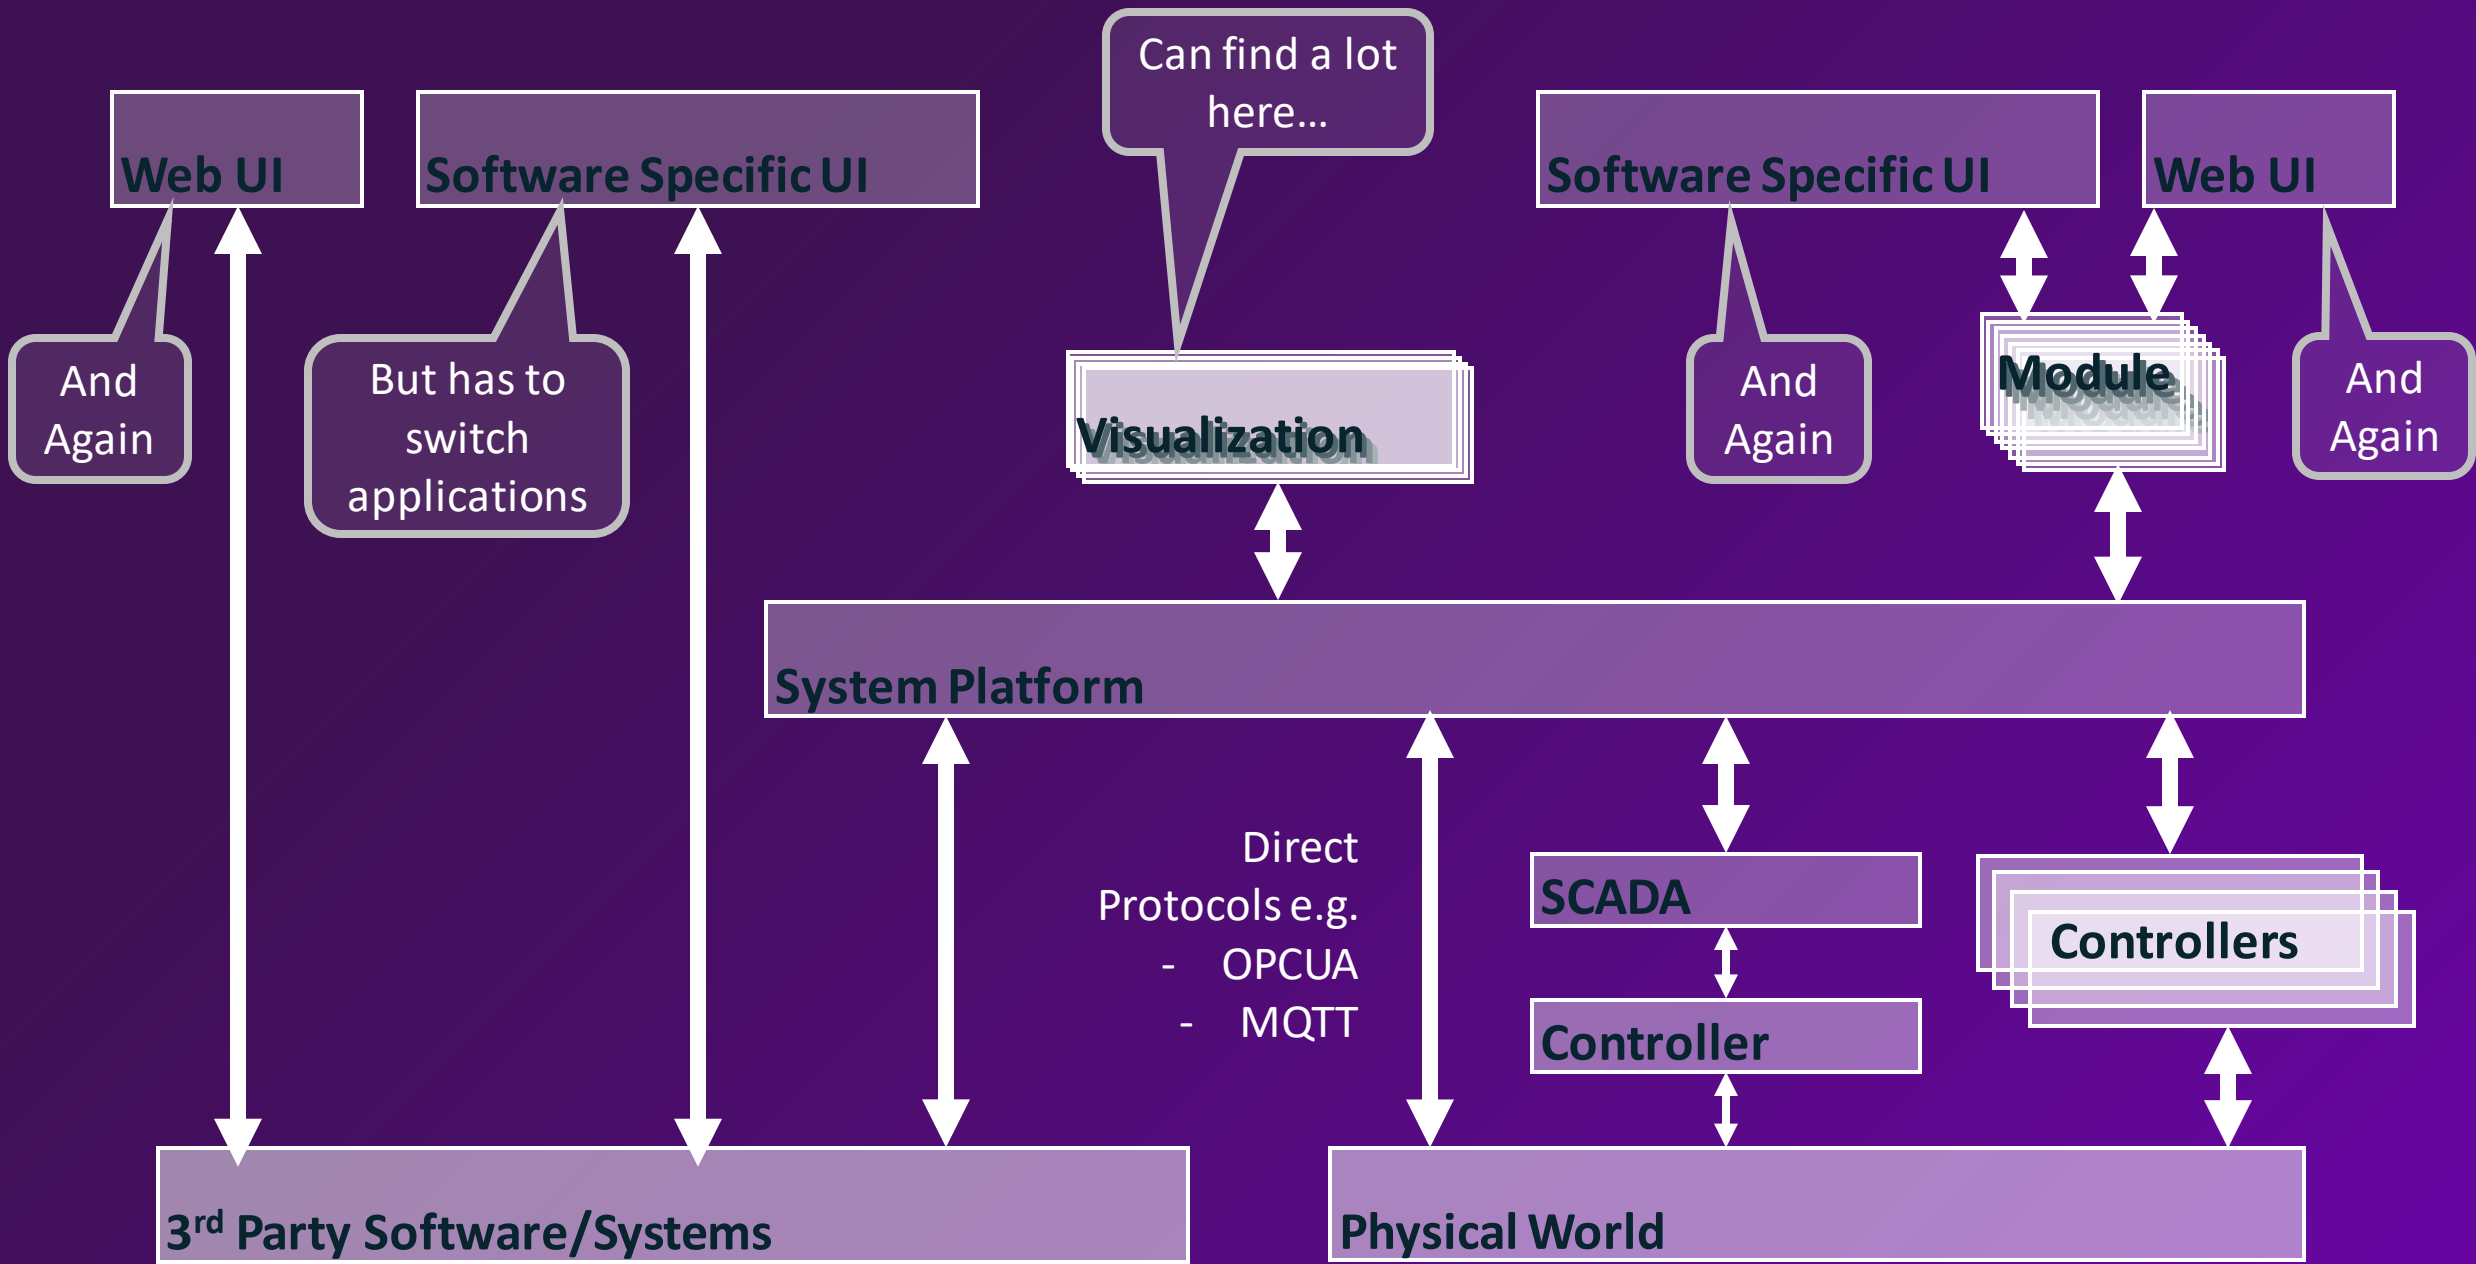 Can find a lot
here...
Web UI
Software Specific UI
Software Specific UI
Web UI
And
Again
But has to
switch
applications
Visualization
And
Again
Module
And
Again
System Platform
Direct
Protocols e.g.
- OPCUA
- MQTT
SCADA
Controllers
Controller
3rd Party Software/Systems
Physical World